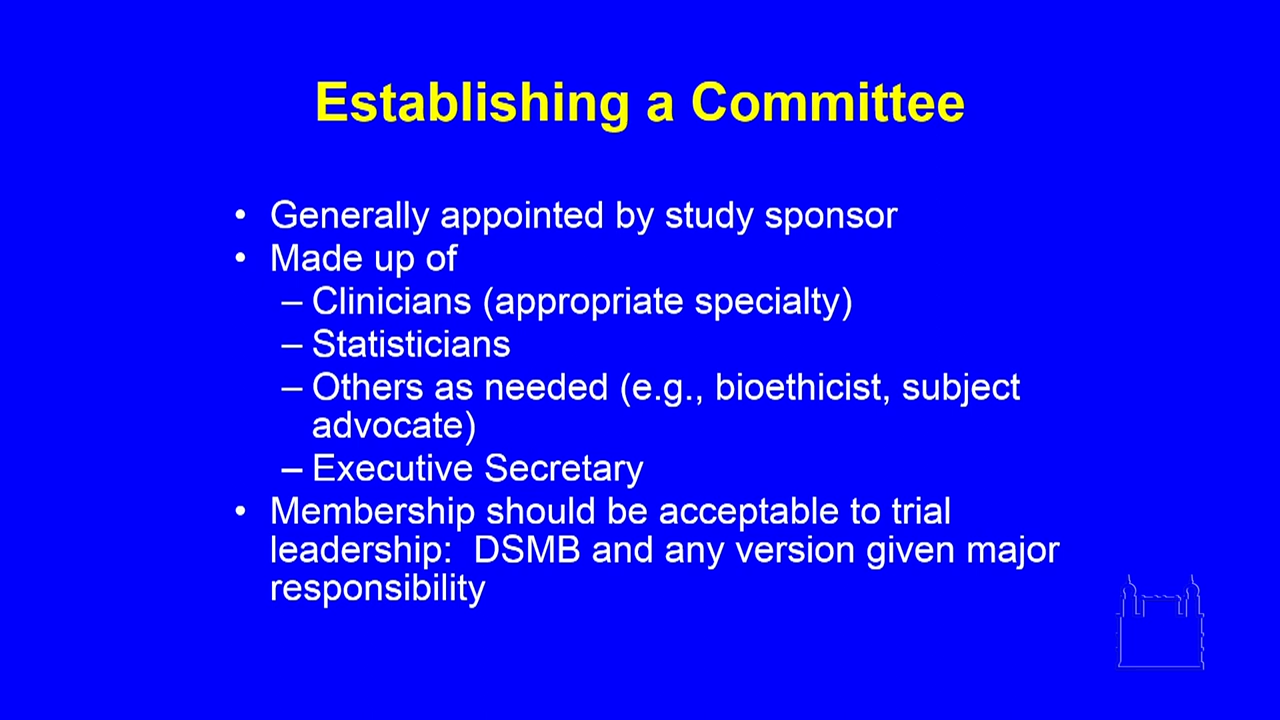 Establishing a Committee
• Generally appointed by study sponsor
• Made up of
– Clinicians (appropriate specialty)
– Statisticians
– Others as needed (e.g., bioethicist, subject
advocate)
– Executive Secretary
• Membership should be acceptable to trial
leadership:  DSMB and any version given major
responsibility